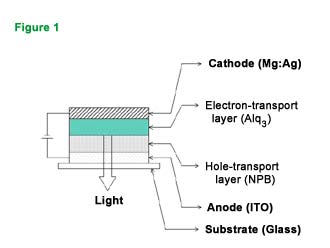 Figure 1
Cathode (Mg:Ag)
Electron-transport
layer (Alq3)
Hole-transport
layer (NPB)
Light
Anode (ITO)
Substrate (Glass)